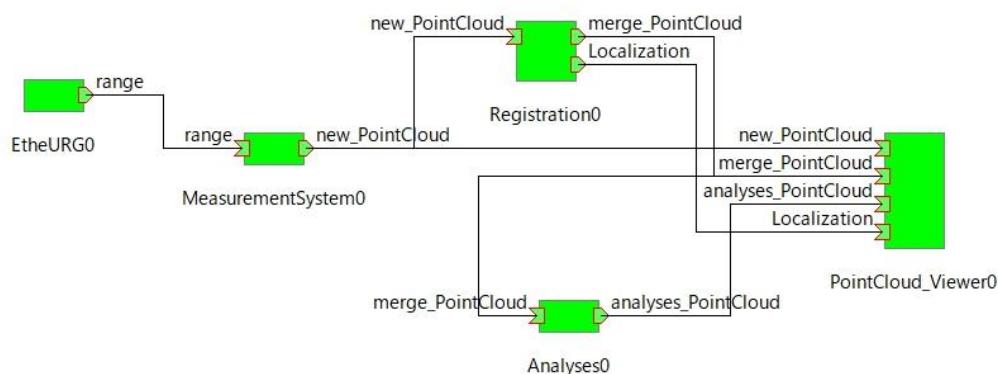 new_PointCloud
merge_PointCloud
Localization
range
Registration0
EtheURG0
range
new_PointCloud
new_PointCloud
merge_PointCloud
MeasurementSystem0
analyses_PointCloud
Localization
PointCloud_Viewer0
merge_PointCloud
analyses_PointCloud
Analyses0